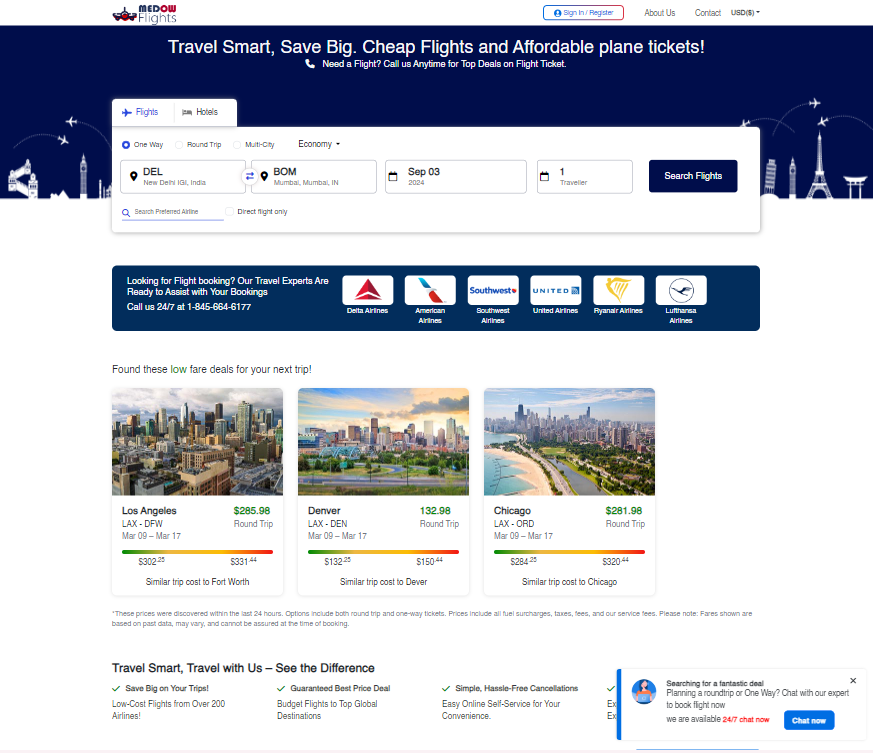 MEDOW
Flights
Sign In / Register
About Us
Contact
USD($)
Travel Smart, Save Big. Cheap Flights and Affordable plane tickets!
Need a Flight? Call us Anytime for Top Deals on Flight Ticket.
Flights
Hotels
One Way
Round Trip
Multi-City
Economy
DEL
New Delhi IGI, India
BOM
Mumbai, Mumbai, IN
Sep 03
2024
1
Traveller
Search Flights
Search Preferred Airline
Direct flight only
Looking for Flight booking? Our Travel Experts Are
Ready to Assist with Your Bookings
Call us 24/7 at 1-845-664-6177
Delta Airlines
American
Airlines
Southwest
Southwest
Airlines
UNITED
United Airlines
Ryanair Airlines
Lufthansa
Airlines
Found these low fare deals for your next trip!
Los Angeles $285.98
LAX - DFW Round Trip
Mar 09 – Mar 17
$302.25 $331.44
Similar trip cost to Fort Worth
Denver 132.98
LAX - DEN Round Trip
Mar 09 – Mar 17
$132.25 $150.44
Similar trip cost to Dever
Chicago $281.98
LAX - ORD Round Trip
Mar 09 – Mar 17
$284.25 $320.44
Similar trip cost to Chicago
*These prices were discovered within the last 24 hours. Options include both round trip and one-way tickets. Prices include all fuel surcharges, taxes, fees, and our service fees. Please note: Fares shown are
based on past data, may vary, and cannot be assured at the time of booking.
Travel Smart, Travel with Us – See the Difference
Save Big on Your Trips!
Low-Cost Flights from Over 200
Airlines!
Guaranteed Best Price Deal
Budget Flights to Top Global
Destinations
Simple, Hassle-Free Cancellations
Easy Online Self-Service for Your
Convenience.
Ex
Ex
Searching for a fantastic deal
Planning a roundtrip or One Way? Chat with our expert
to book flight now
we are available 24/7 chat now
Chat now